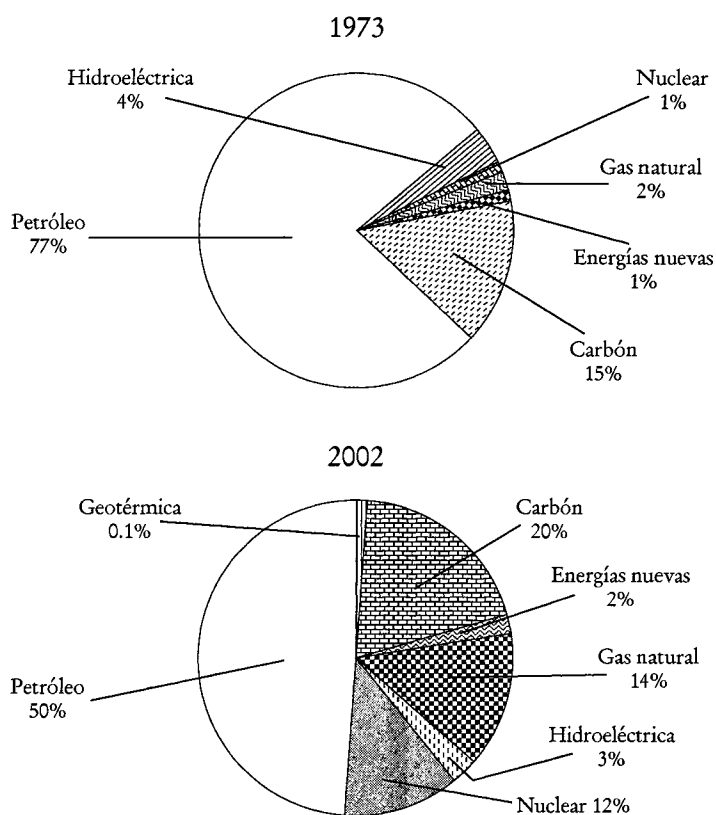 1973
Hidroeléctrica
4%
Nuclear
1%
Gas natural
2%
Petróleo
77%
Energías nuevas
1%
Carbón
15%
2002
Geotérmica
0.1%
Carbón
20%
Energías nuevas
2%
Gas natural
14%
Petróleo
50%
Hidroeléctrica
3%
Nuclear 12%